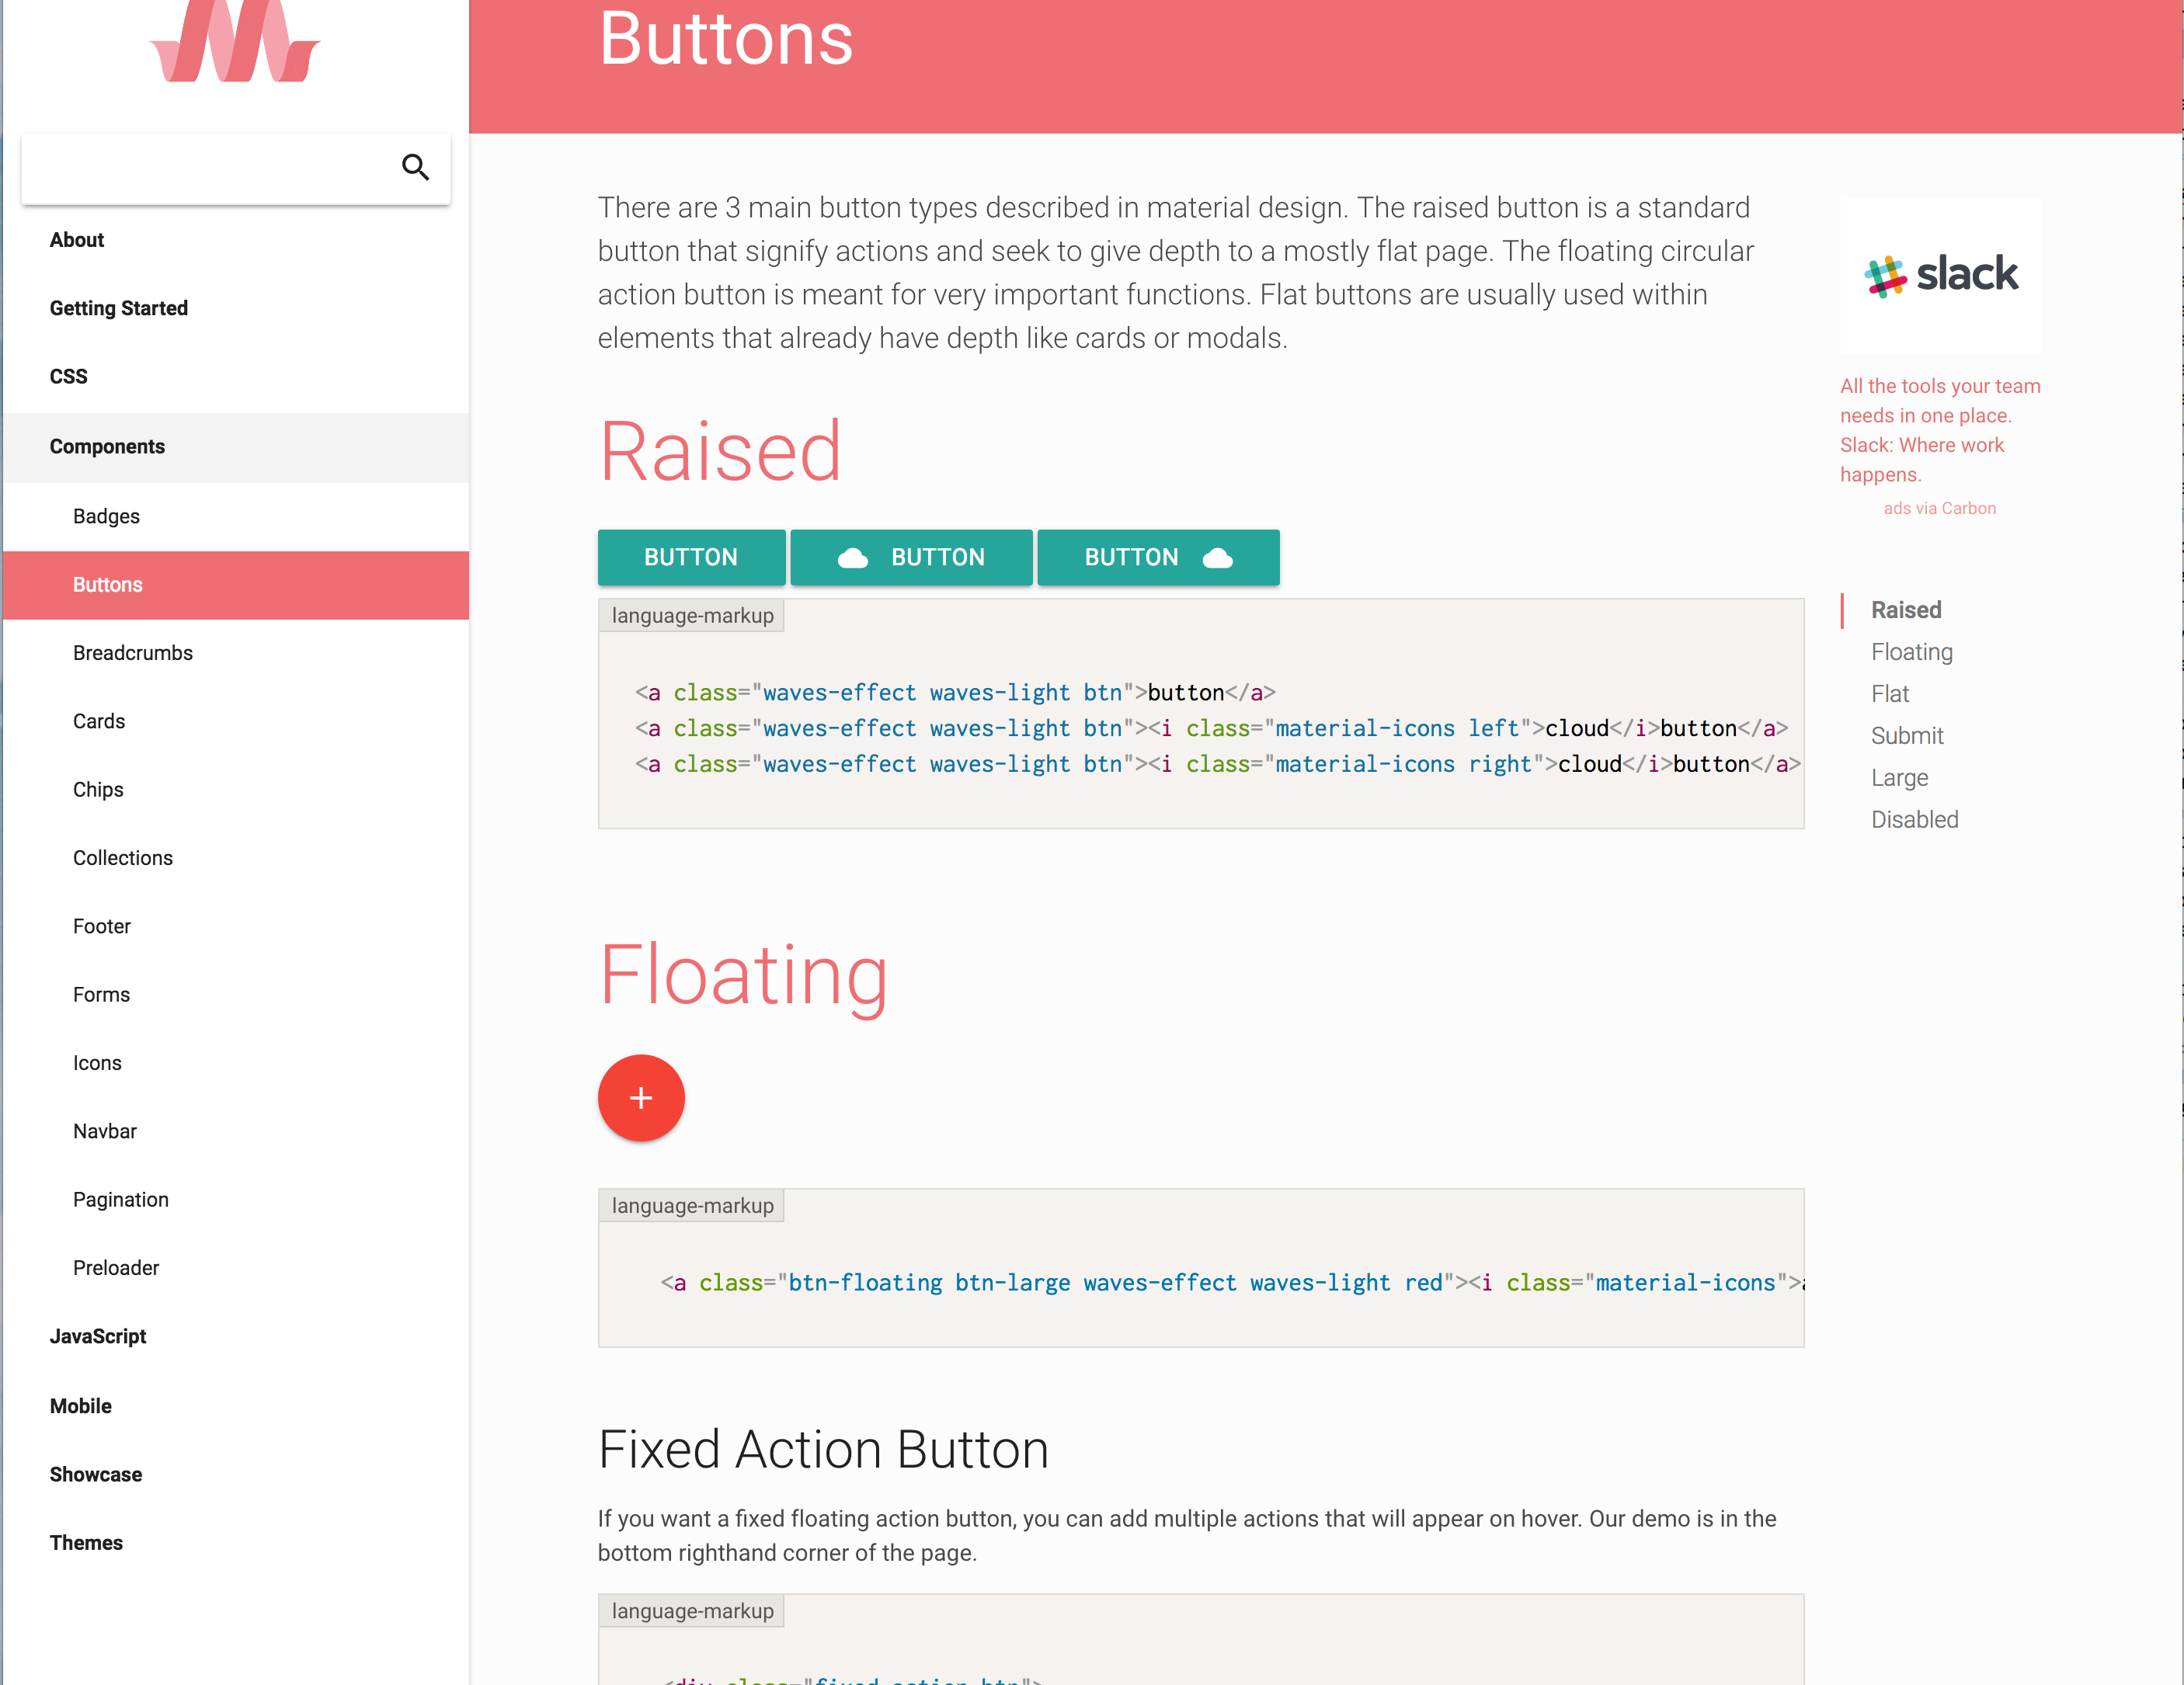 Buttons
About
Getting Started
CSS
Components
Badges
Buttons
Breadcrumbs
Cards
Chips
Collections
Footer
Forms
Icons
Navbar
Pagination
Preloader
JavaScript
Mobile
Showcase
Themes
There are 3 main button types described in material design. The raised button is a standard
button that signify actions and seek to give depth to a mostly flat page. The floating circular
action button is meant for very important functions. Flat buttons are usually used within
elements that already have depth like cards or modals.
Raised
BUTTON
BUTTON
BUTTON
language-markup
<a class="waves-effect waves-light btn">button</a>
<a class="waves-effect waves-light btn"><i class="material-icons left">cloud</i>button</a>
<a class="waves-effect waves-light btn"><i class="material-icons right">cloud</i>button</a>
Floating
language-markup
<a class="btn-floating btn-large waves-effect waves-light red"><i class="material-icons">
Fixed Action Button
If you want a fixed floating action button, you can add multiple actions that will appear on hover. Our demo is in the
bottom righthand corner of the page.
language-markup
<div class="fixed-action-btn">
slack
All the tools your team
needs in one place.
Slack: Where work
happens.
ads via Carbon
Raised
Floating
Flat
Submit
Large
Disabled